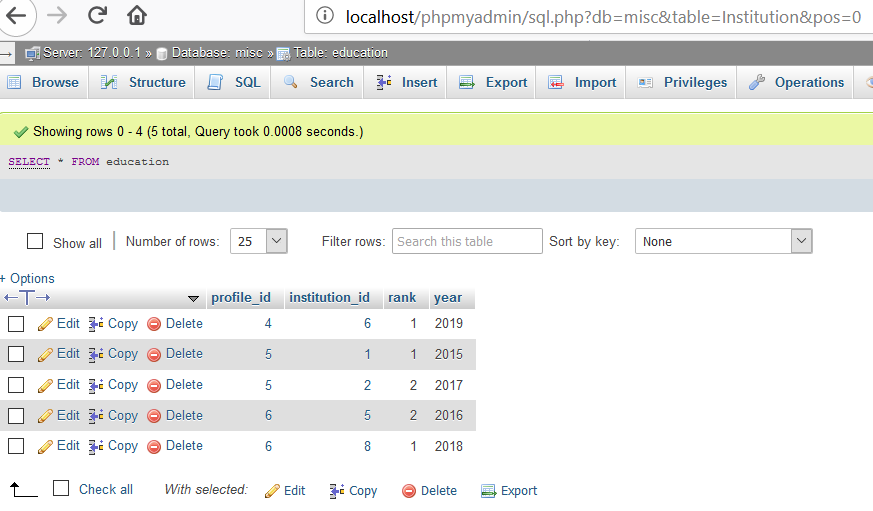 localhost/phpmyadmin/sql.php?db=misc&table=Institution&pos=0
Server: 127.0.0.1 » Database: misc » Table: education
Browse Structure SQL Search Insert Export Import Privileges Operations
Showing rows 0 - 4 (5 total, Query took 0.0008 seconds.)
SELECT * FROM education
Show all | Number of rows: 25 Filter rows: Search this table Sort by key: None
+ Options
←T→ profile_id institution_id rank year
Edit Copy Delete 4 6 1 2019
Edit Copy Delete 5 1 1 2015
Edit Copy Delete 5 2 2 2017
Edit Copy Delete 6 5 2 2016
Edit Copy Delete 6 8 1 2018
Check all With selected: Edit Copy Delete Export